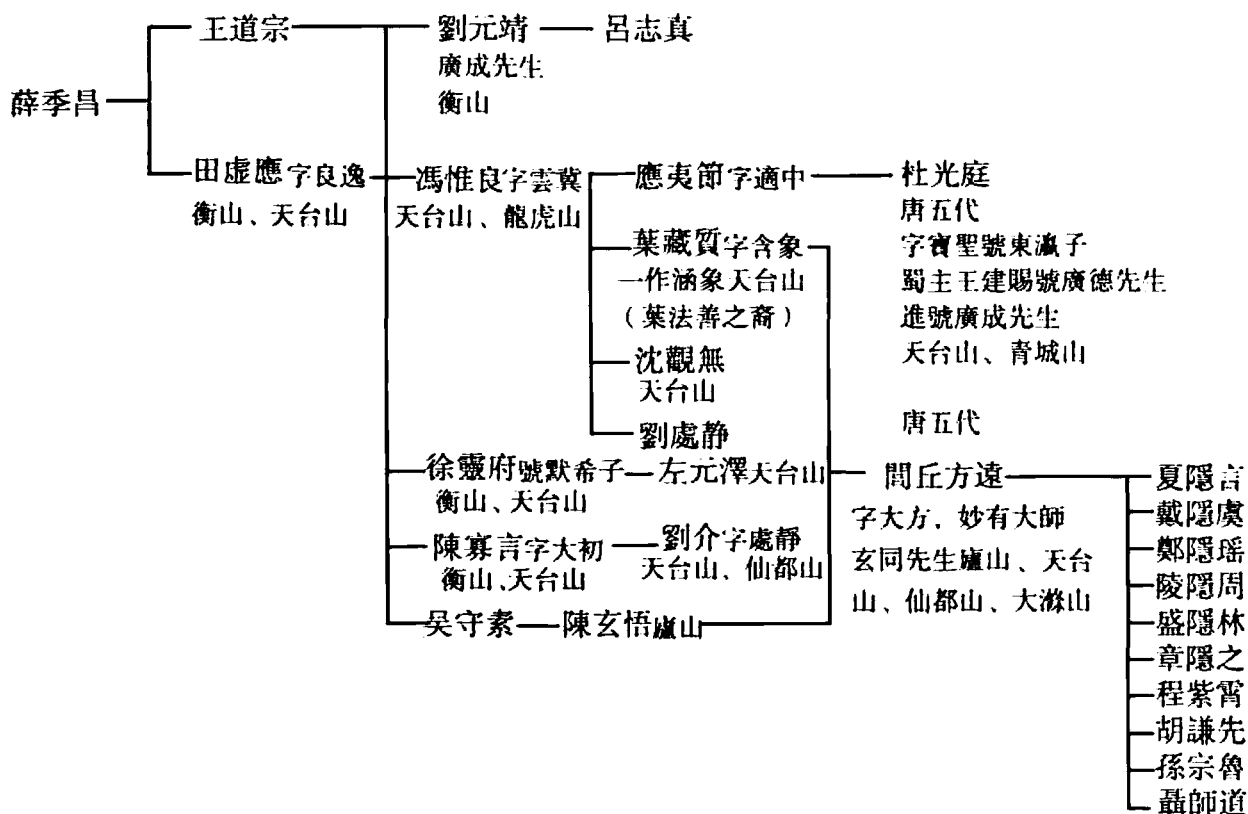 王道宗 劉元靖 呂志真
廣成先生
薛季昌 衡山
田虛應字良逸 馮惟良字雲冀 應夷節字適中 杜光庭
衡山、天台山 天台山、龍虎山 唐五代
葉藏質字含象 字寶聖號東瀛子
一作涵象天台山 蜀主王建賜號廣德先生
(葉法善之裔) 進號廣成先生
沈觀無 天台山、青城山
天台山
劉處静 唐五代
徐靈府號默希子 左元澤天台山 閭丘方遠 夏隱言
衡山、天台山 字大方,妙有大師 戴隱虞
陳寡言字大初 劉介字處靜 玄同先生廬山、天台 鄭隱瑶
衡山、天台山 天台山、仙都山 山、仙都山、大滌山 陵隱周
吴守素 陳玄悟廬山 盛隱林
章隱之
程紫霄
胡謙先
孫宗魯
聶師道